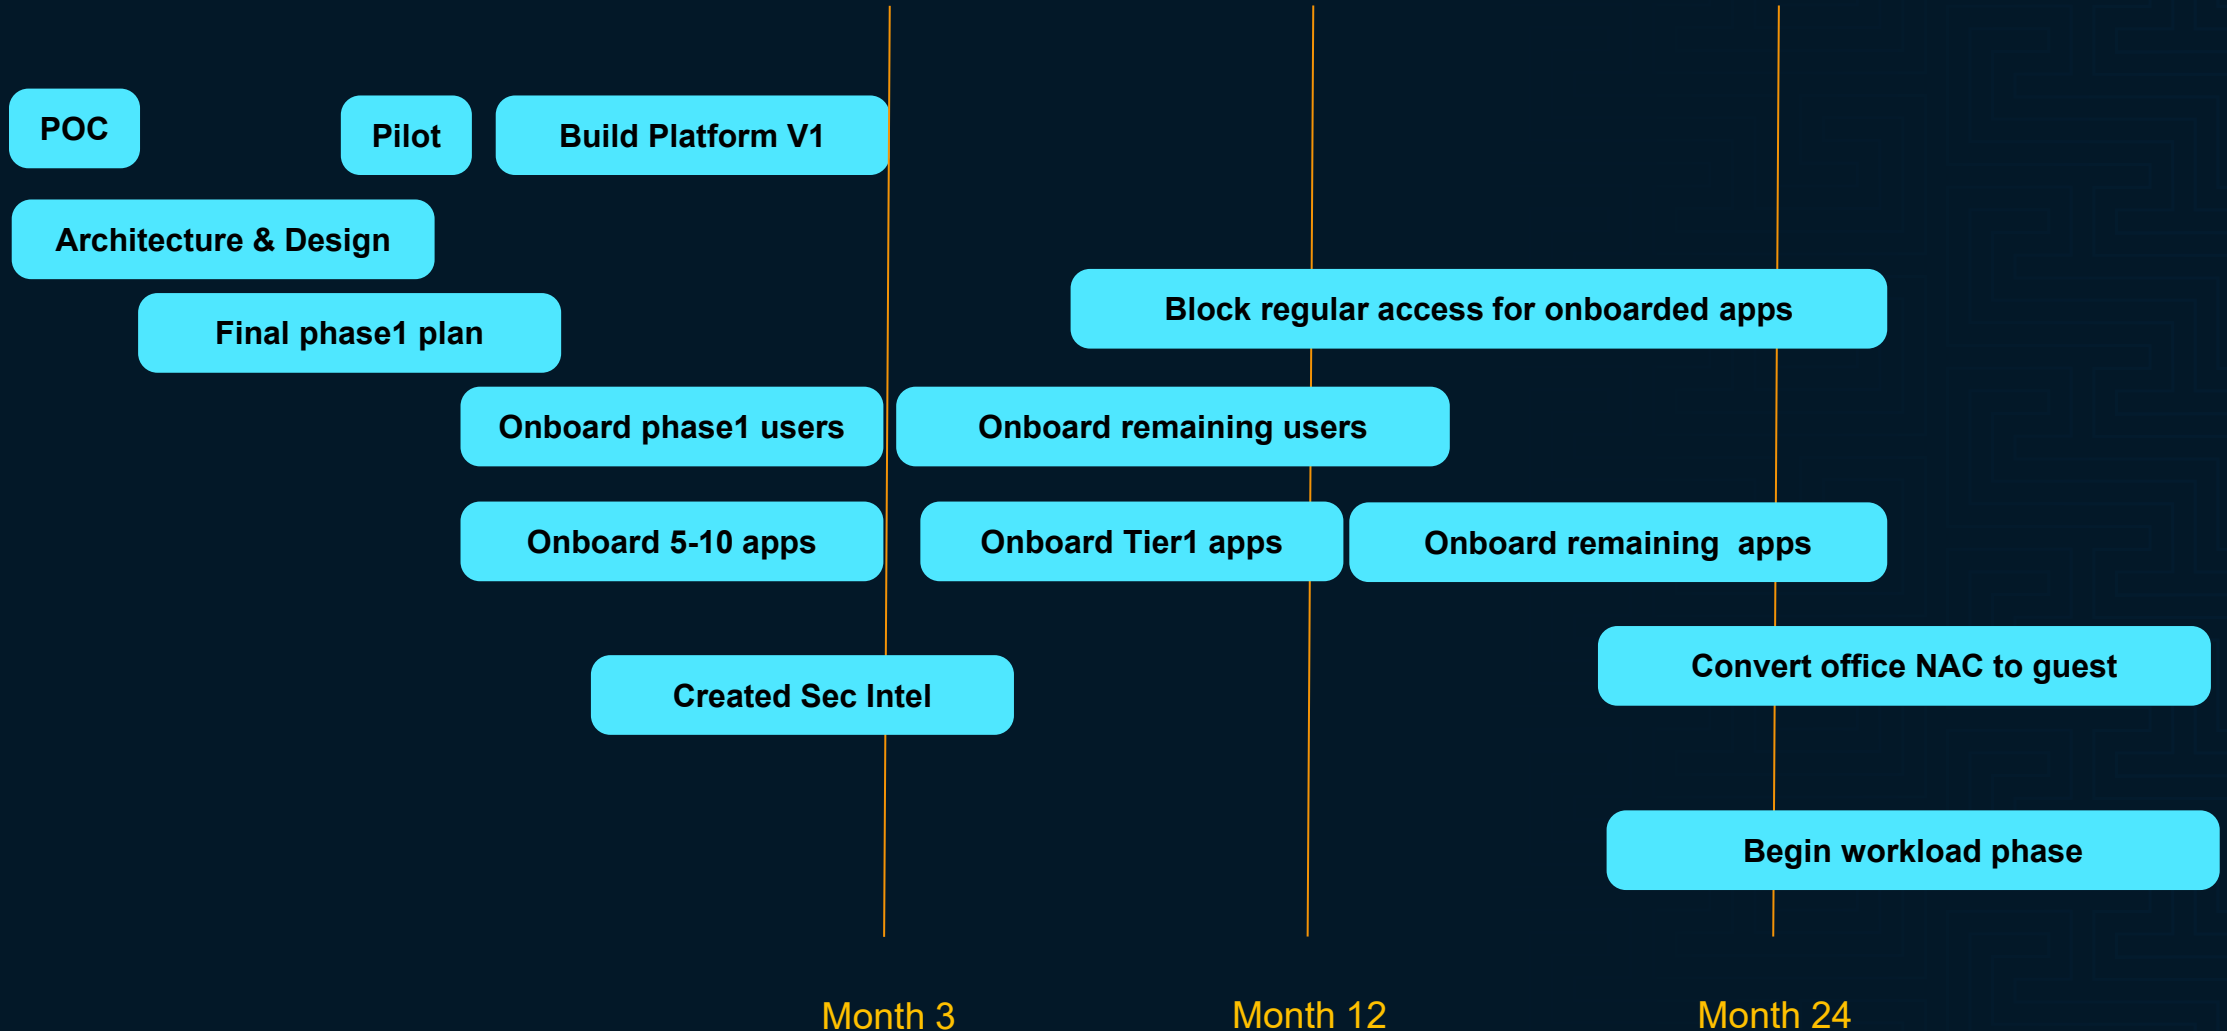 POC
Pilot
Build Platform V1
Architecture & Design
Block regular access for onboarded apps
Final phase1 plan
Onboard phase1 users
Onboard remaining users
Onboard 5-10 apps
Onboard Tier1 apps
Onboard remaining  apps
Convert office NAC to guest
Created Sec Intel
Begin workload phase
Month 3
Month 12
Month 24